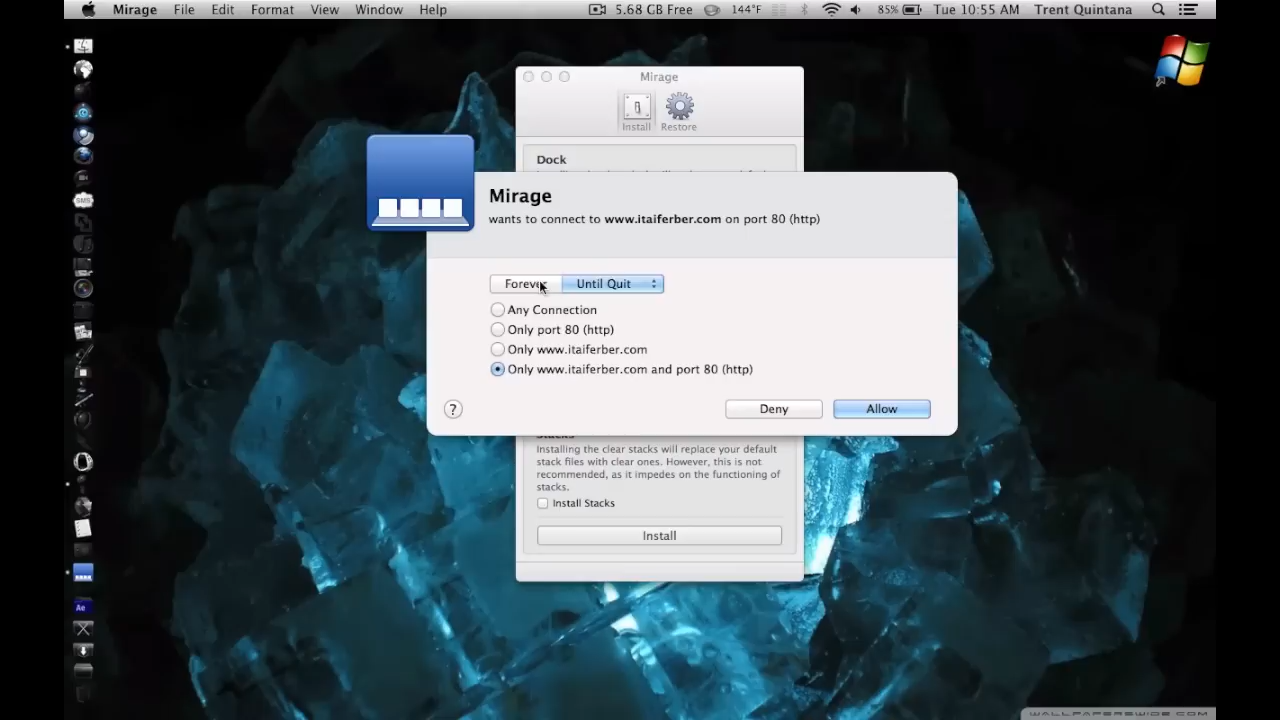 Mirage File Edit Format View Window Help 5.68 GB Free 144°F 85% Tue 10:55 AM Trent Quintana
Mirage
Install Restore
Dock
Mirage
wants to connect to www.itaiferber.com on port 80 (http)
Forever Until Quit
Any Connection
Only port 80 (http)
Only www.itaiferber.com
Only www.itaiferber.com and port 80 (http)
? Deny Allow
Stacks
Installing the clear stacks will replace your default
stack files with clear ones. However, this is not
recommended, as it impedes on the functioning of
stacks.
Install Stacks
Install
SMS
Ae